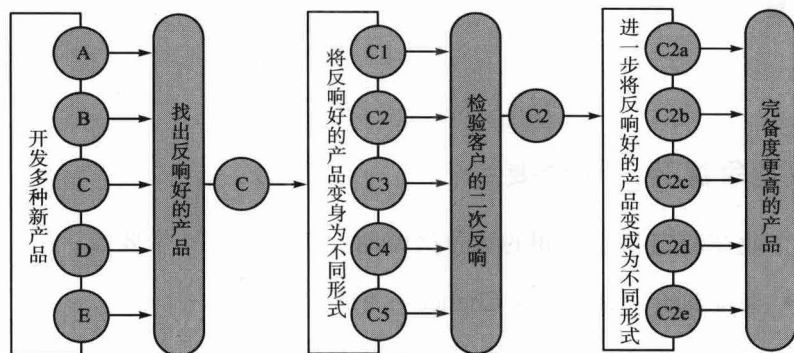 开发多种新产品
A
B
C
D
E
找出反响好的产品
C
将反响好的产品变身为不同形式
C1
C2
C3
C4
C5
检验客户的二次反响
C2
进一步将反响好的产品变成为不同形式
C2a
C2b
C2c
C2d
C2e
完备度更高的产品